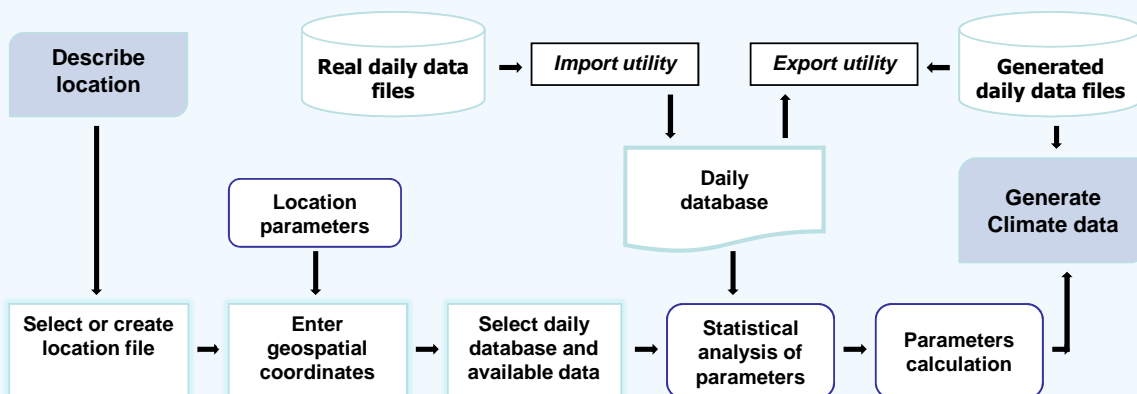 Describe
location
Real daily data
files
Import utility
Export utility
Generated
daily data files
Location
parameters
Daily
database
Generate
Climate data
Select or create
location file
Enter
geospatial
coordinates
Select daily
database and
available data
Statistical
analysis of
parameters
Parameters
calculation